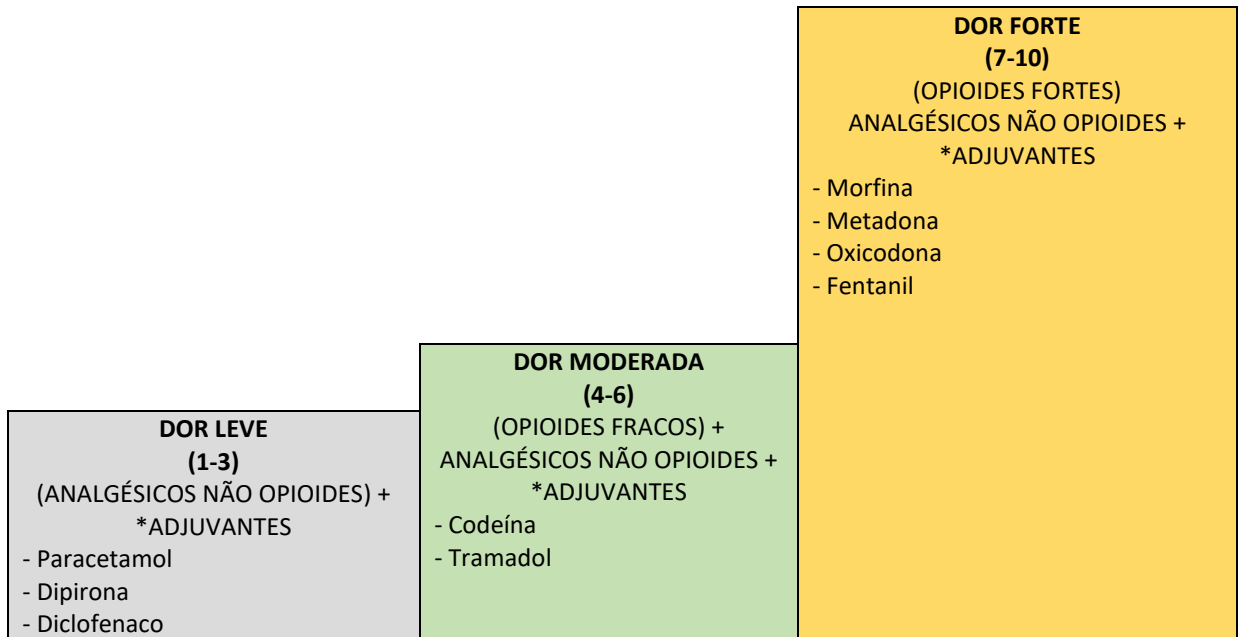 DOR FORTE
(7-10)
(OPIOIDES FORTES)
ANALGÉSICOS NÃO OPIOIDES +
*ADJUVANTES
- Morfina
- Metadona
- Oxicodona
- Fentanil
DOR MODERADA
(4-6)
(OPIOIDES FRACOS) +
ANALGÉSICOS NÃO OPIOIDES +
*ADJUVANTES
- Codeína
- Tramadol
DOR LEVE
(1-3)
(ANALGÉSICOS NÃO OPIOIDES) +
*ADJUVANTES
- Paracetamol
- Dipirona
- Diclofenaco